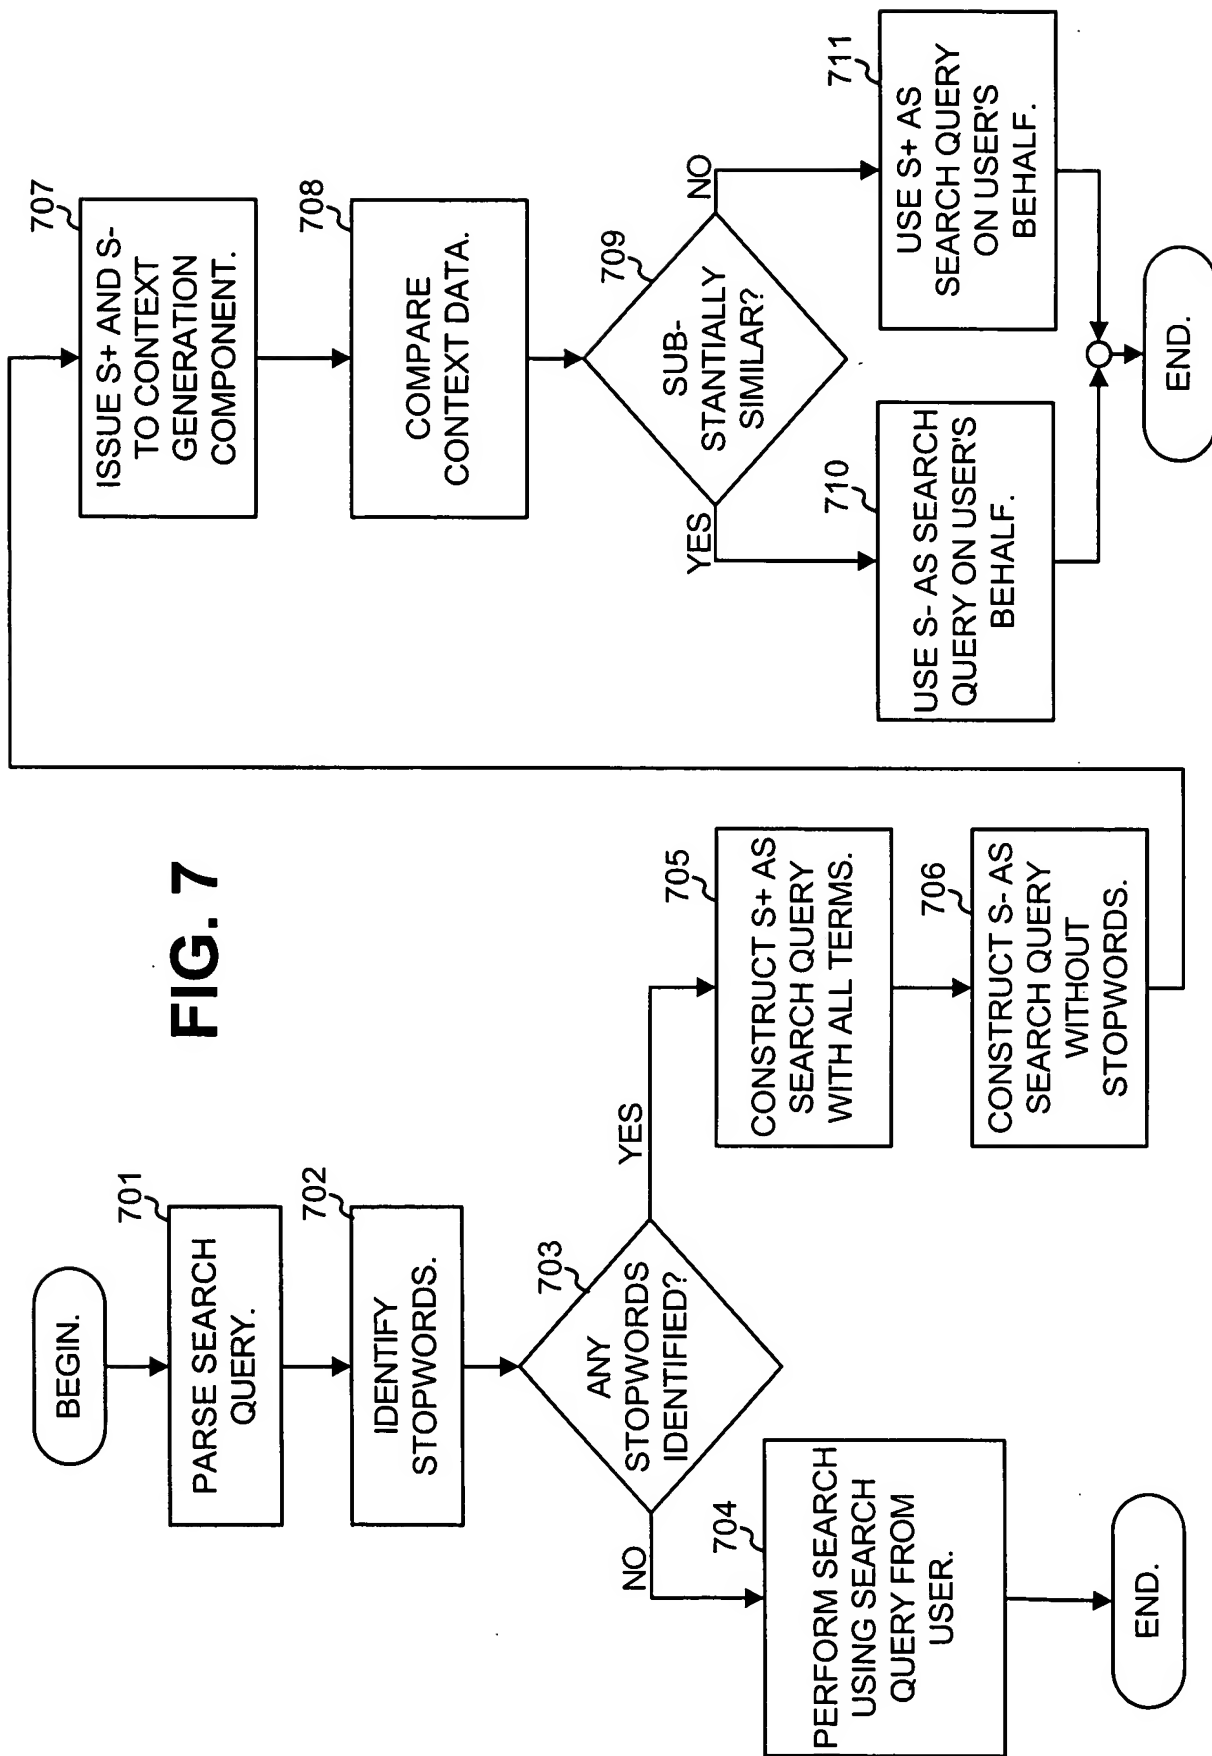 FIG. 7
BEGIN.
701
PARSE SEARCH
QUERY.
702
IDENTIFY
STOPWORDS.
703
ANY
STOPWORDS
IDENTIFIED?
NO
YES
704
PERFORM SEARCH
USING SEARCH
QUERY FROM
USER.
END.
705
CONSTRUCT S+ AS
SEARCH QUERY
WITH ALL TERMS.
706
CONSTRUCT S- AS
SEARCH QUERY
WITHOUT
STOPWORDS.
707
ISSUE S+ AND S-
TO CONTEXT
GENERATION
COMPONENT.
708
COMPARE
CONTEXT DATA.
709
SUB-
STANTIALLY
SIMILAR?
YES
NO
710
USE S- AS SEARCH
QUERY ON USER'S
BEHALF.
711
USE S+ AS
SEARCH QUERY
ON USER'S
BEHALF.
END.